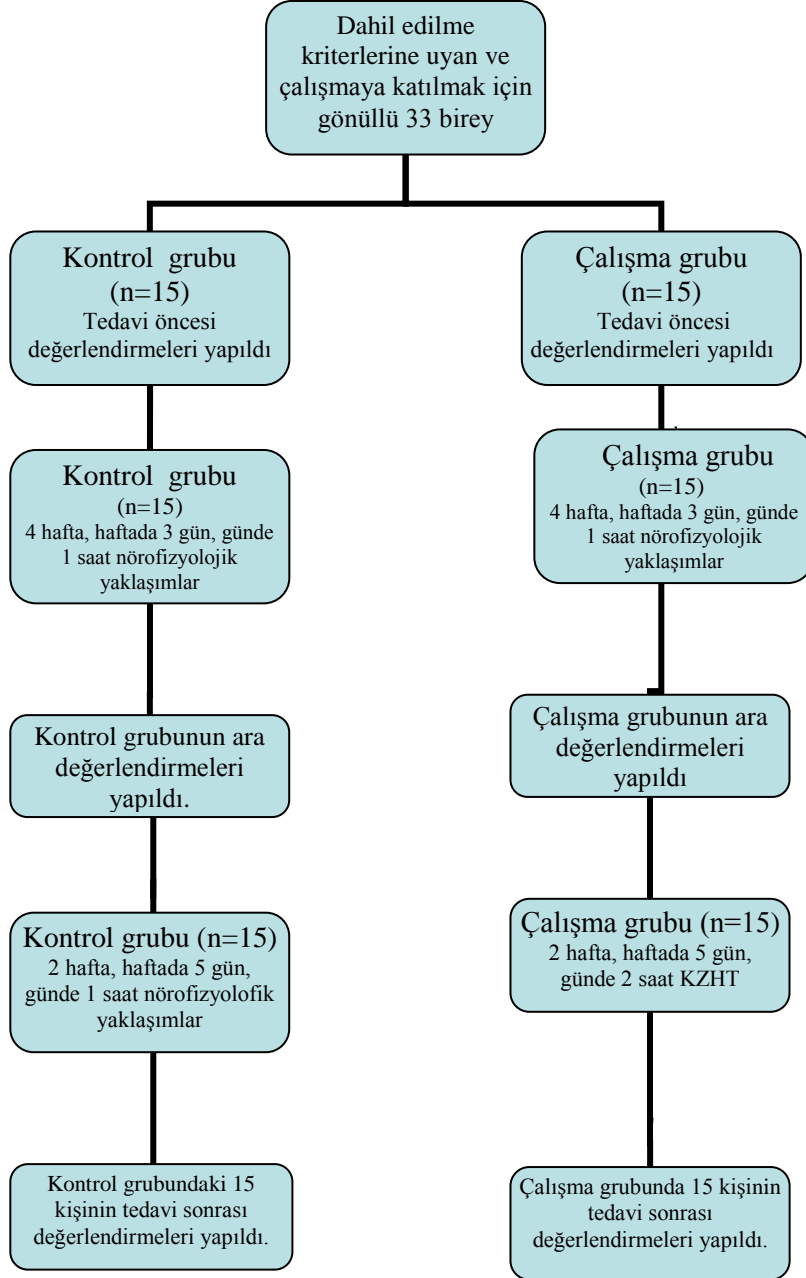 Dahil edilme
kriterlerine uyan ve
çalışmaya katılmak için
gönüllü 33 birey
Kontrol grubu
(n=15)
Tedavi öncesi
değerlendirmeleri yapıldı
Çalışma grubu
(n=15)
Tedavi öncesi
değerlendirmeleri yapıldı
Kontrol grubu
(n=15)
4 hafta, haftada 3 gün, günde
1 saat nörofizyolojik
yaklaşımlar
Çalışma grubu
(n=15)
4 hafta, haftada 3 gün, günde
1 saat nörofizyolojik
yaklaşımlar
Kontrol grubunun ara
değerlendirmeleri
yapıldı.
Çalışma grubunun ara
değerlendirmeleri
yapıldı
Kontrol grubu (n=15)
2 hafta, haftada 5 gün,
günde 1 saat nörofizyolofik
yaklaşımlar
Çalışma grubu (n=15)
2 hafta, haftada 5 gün,
günde 2 saat KZHT
Kontrol grubundaki 15
kişinin tedavi sonrası
değerlendirmeleri yapıldı.
Çalışma grubunda 15 kişinin
tedavi sonrası
değerlendirmeleri yapıldı.